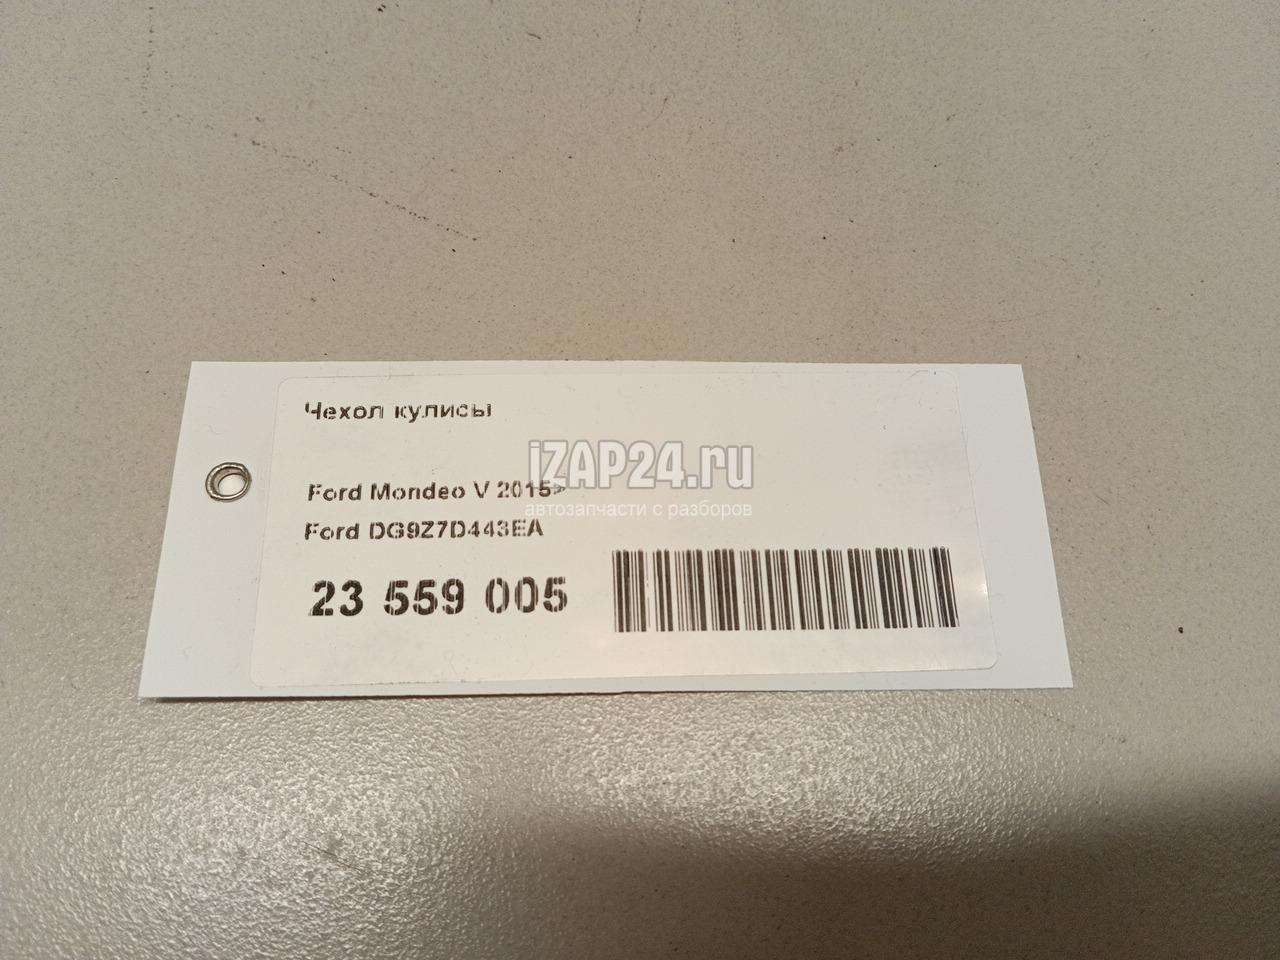 Чехол кулисы
iZAP24.ru
Ford Mondeo V 2015>
автозапчасти с разборов
Ford DG9Z7D443EA
23 559 005